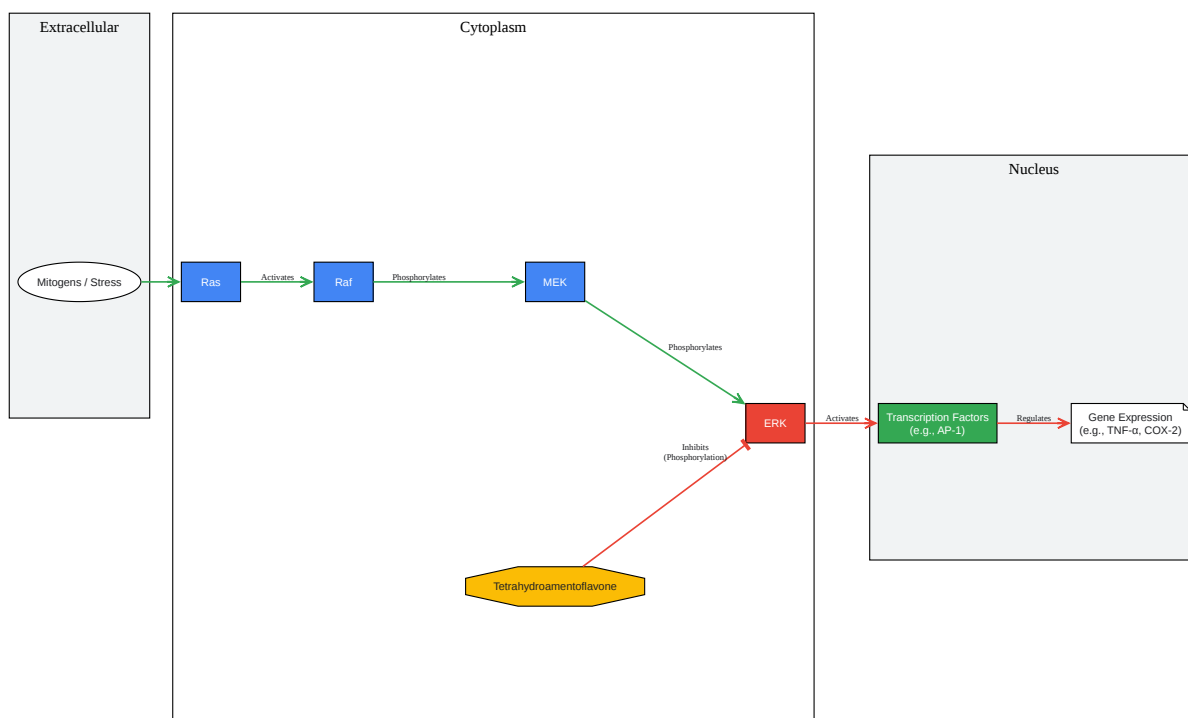 Extracellular
Cytoplasm
Nucleus
Mitogens / Stress
Ras
Activates
Raf
Phosphorylates
MEK
Phosphorylates
ERK
Activates
Transcription Factors
(e.g., AP-1)
Regulates
Gene Expression
(e.g., TNF-α, COX-2)
Inhibits
(Phosphorylation)
Tetrahydroamentoflavone